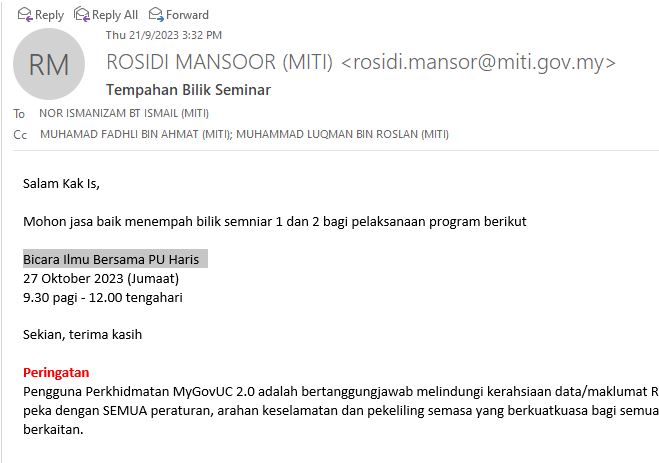 Reply Reply All Forward
Thu 21/9/2023 3:32 PM
RM
ROSIDI MANSOOR (MITI) <rosidi.mansor@miti.gov.my>
Tempahan Bilik Seminar
To NOR ISMANIZAM BT ISMAIL (MITI)
Cc MUHAMAD FADHLI BIN AHMAT (MITI); MUHAMMAD LUQMAN BIN ROSLAN (MITI)
Salam Kak Is,
Mohon jasa baik menempah bilik semniar 1 dan 2 bagi pelaksanaan program berikut
Bicara Ilmu Bersama PU Haris
27 Oktober 2023 (Jumaat)
9.30 pagi - 12.00 tengahari
Sekian, terima kasih
Peringatan
Pengguna Perkhidmatan MyGovUC 2.0 adalah bertanggungjawab melindungi kerahsiaan data/maklumat R
peka dengan SEMUA peraturan, arahan keselamatan dan pekeliling semasa yang berkuatkuasa bagi semua
berkaitan.